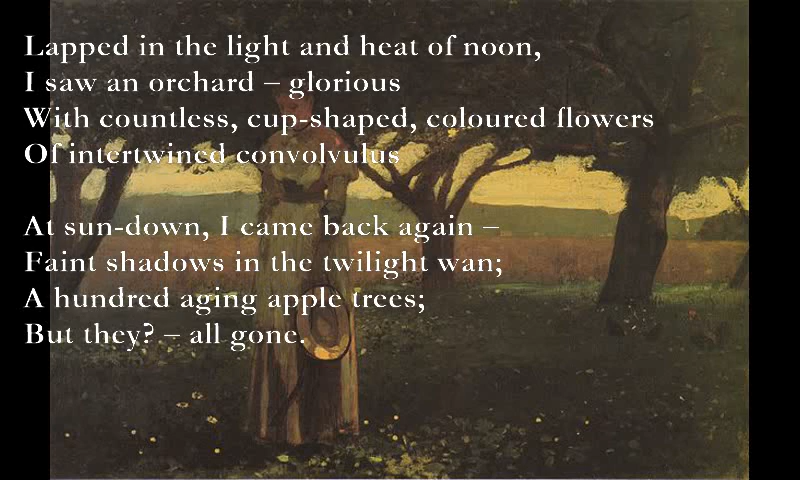 Lapped in the light and heat of noon,
I saw an orchard – glorious
With countless, cup-shaped, coloured flowers
Of intertwined convolvulus
At sun-down, I came back again –
Faint shadows in the twilight wan;
A hundred aging apple trees;
But they? – all gone.